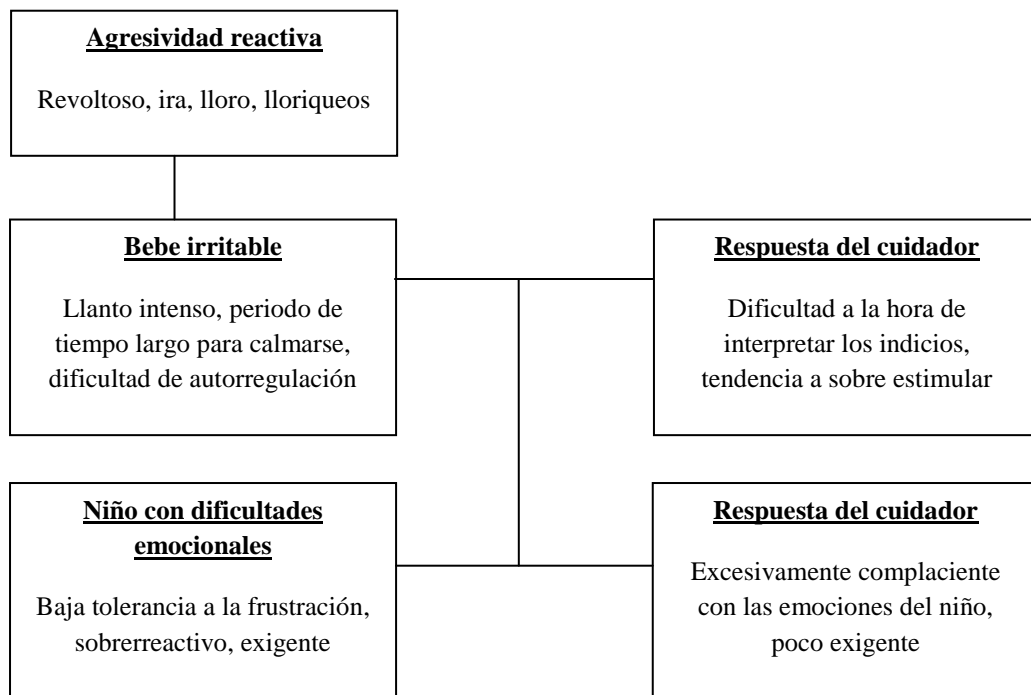 Agresividad reactiva
Revoltoso, ira, lloro, lloriqueos
Bebe irritable
Llanto intenso, periodo de
tiempo largo para calmarse,
dificultad de autorregulación
Respuesta del cuidador
Dificultad a la hora de
interpretar los indicios,
tendencia a sobre estimular
Niño con dificultades
emocionales
Baja tolerancia a la frustración,
sobrerreactivo, exigente
Respuesta del cuidador
Excesivamente complaciente
con las emociones del niño,
poco exigente